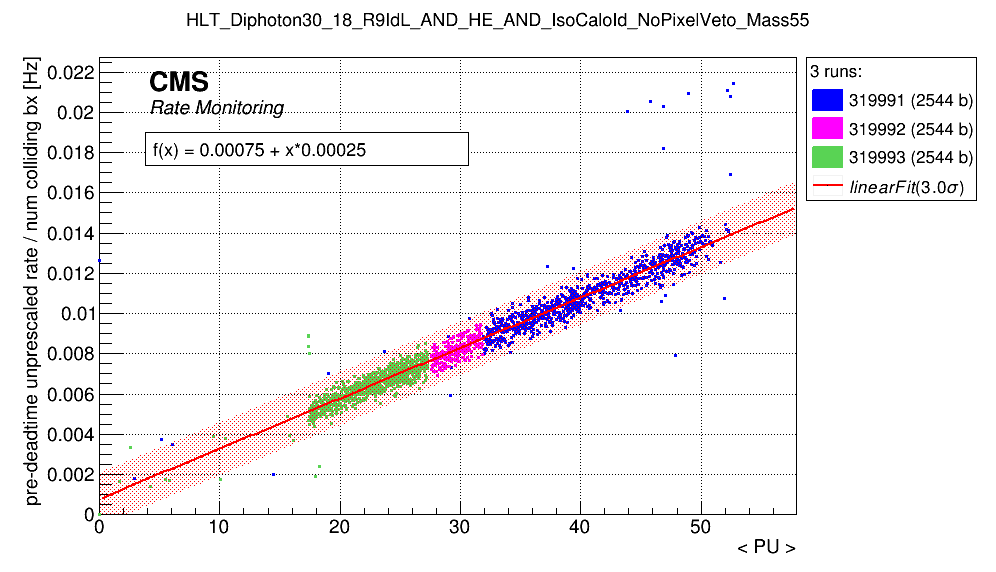 HLT_Diphoton30_18_R9IdL_AND_HE_AND_IsoCaloId_NoPixelVeto_Mass55
pre-deadtime unprescaled rate / num colliding bx [Hz]
0.022
0.02
0.018
0.016
0.014
0.012
0.01
0.008
0.006
0.004
0.002
0
CMS
Rate Monitoring
f(x) = 0.00075 + x*0.00025
0
10
20
30
40
50
< PU >
3 runs:
319991 (2544 b)
319992 (2544 b)
319993 (2544 b)
linearFit(3.0σ)